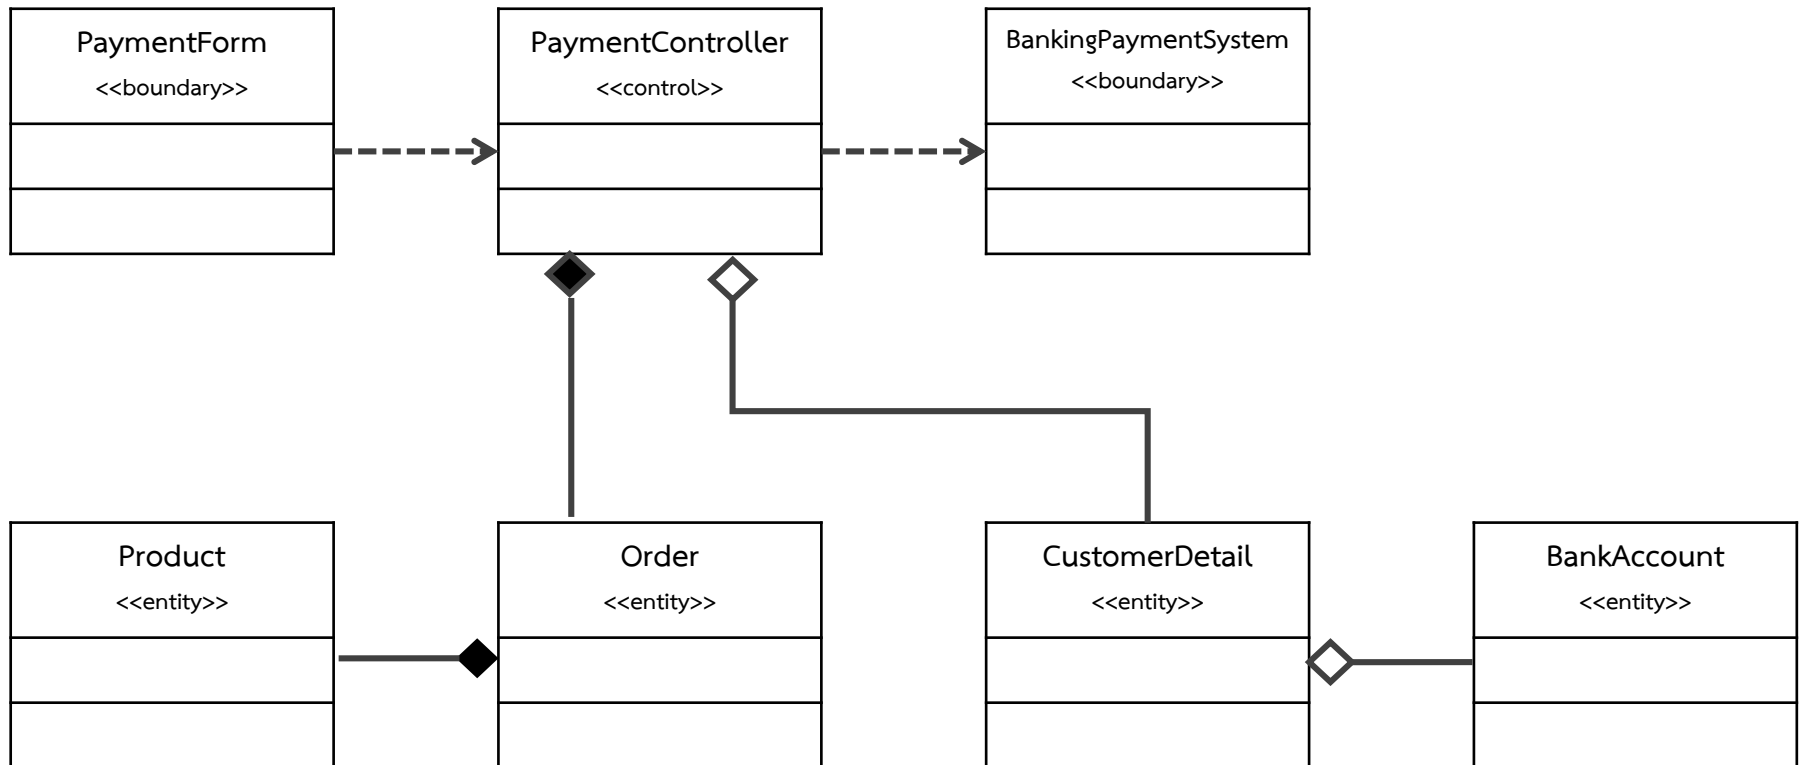 PaymentForm
<<boundary>>
PaymentController
<<control>>
BankingPaymentSystem
<<boundary>>
Product
<<entity>>
Order
<<entity>>
CustomerDetail
<<entity>>
BankAccount
<<entity>>